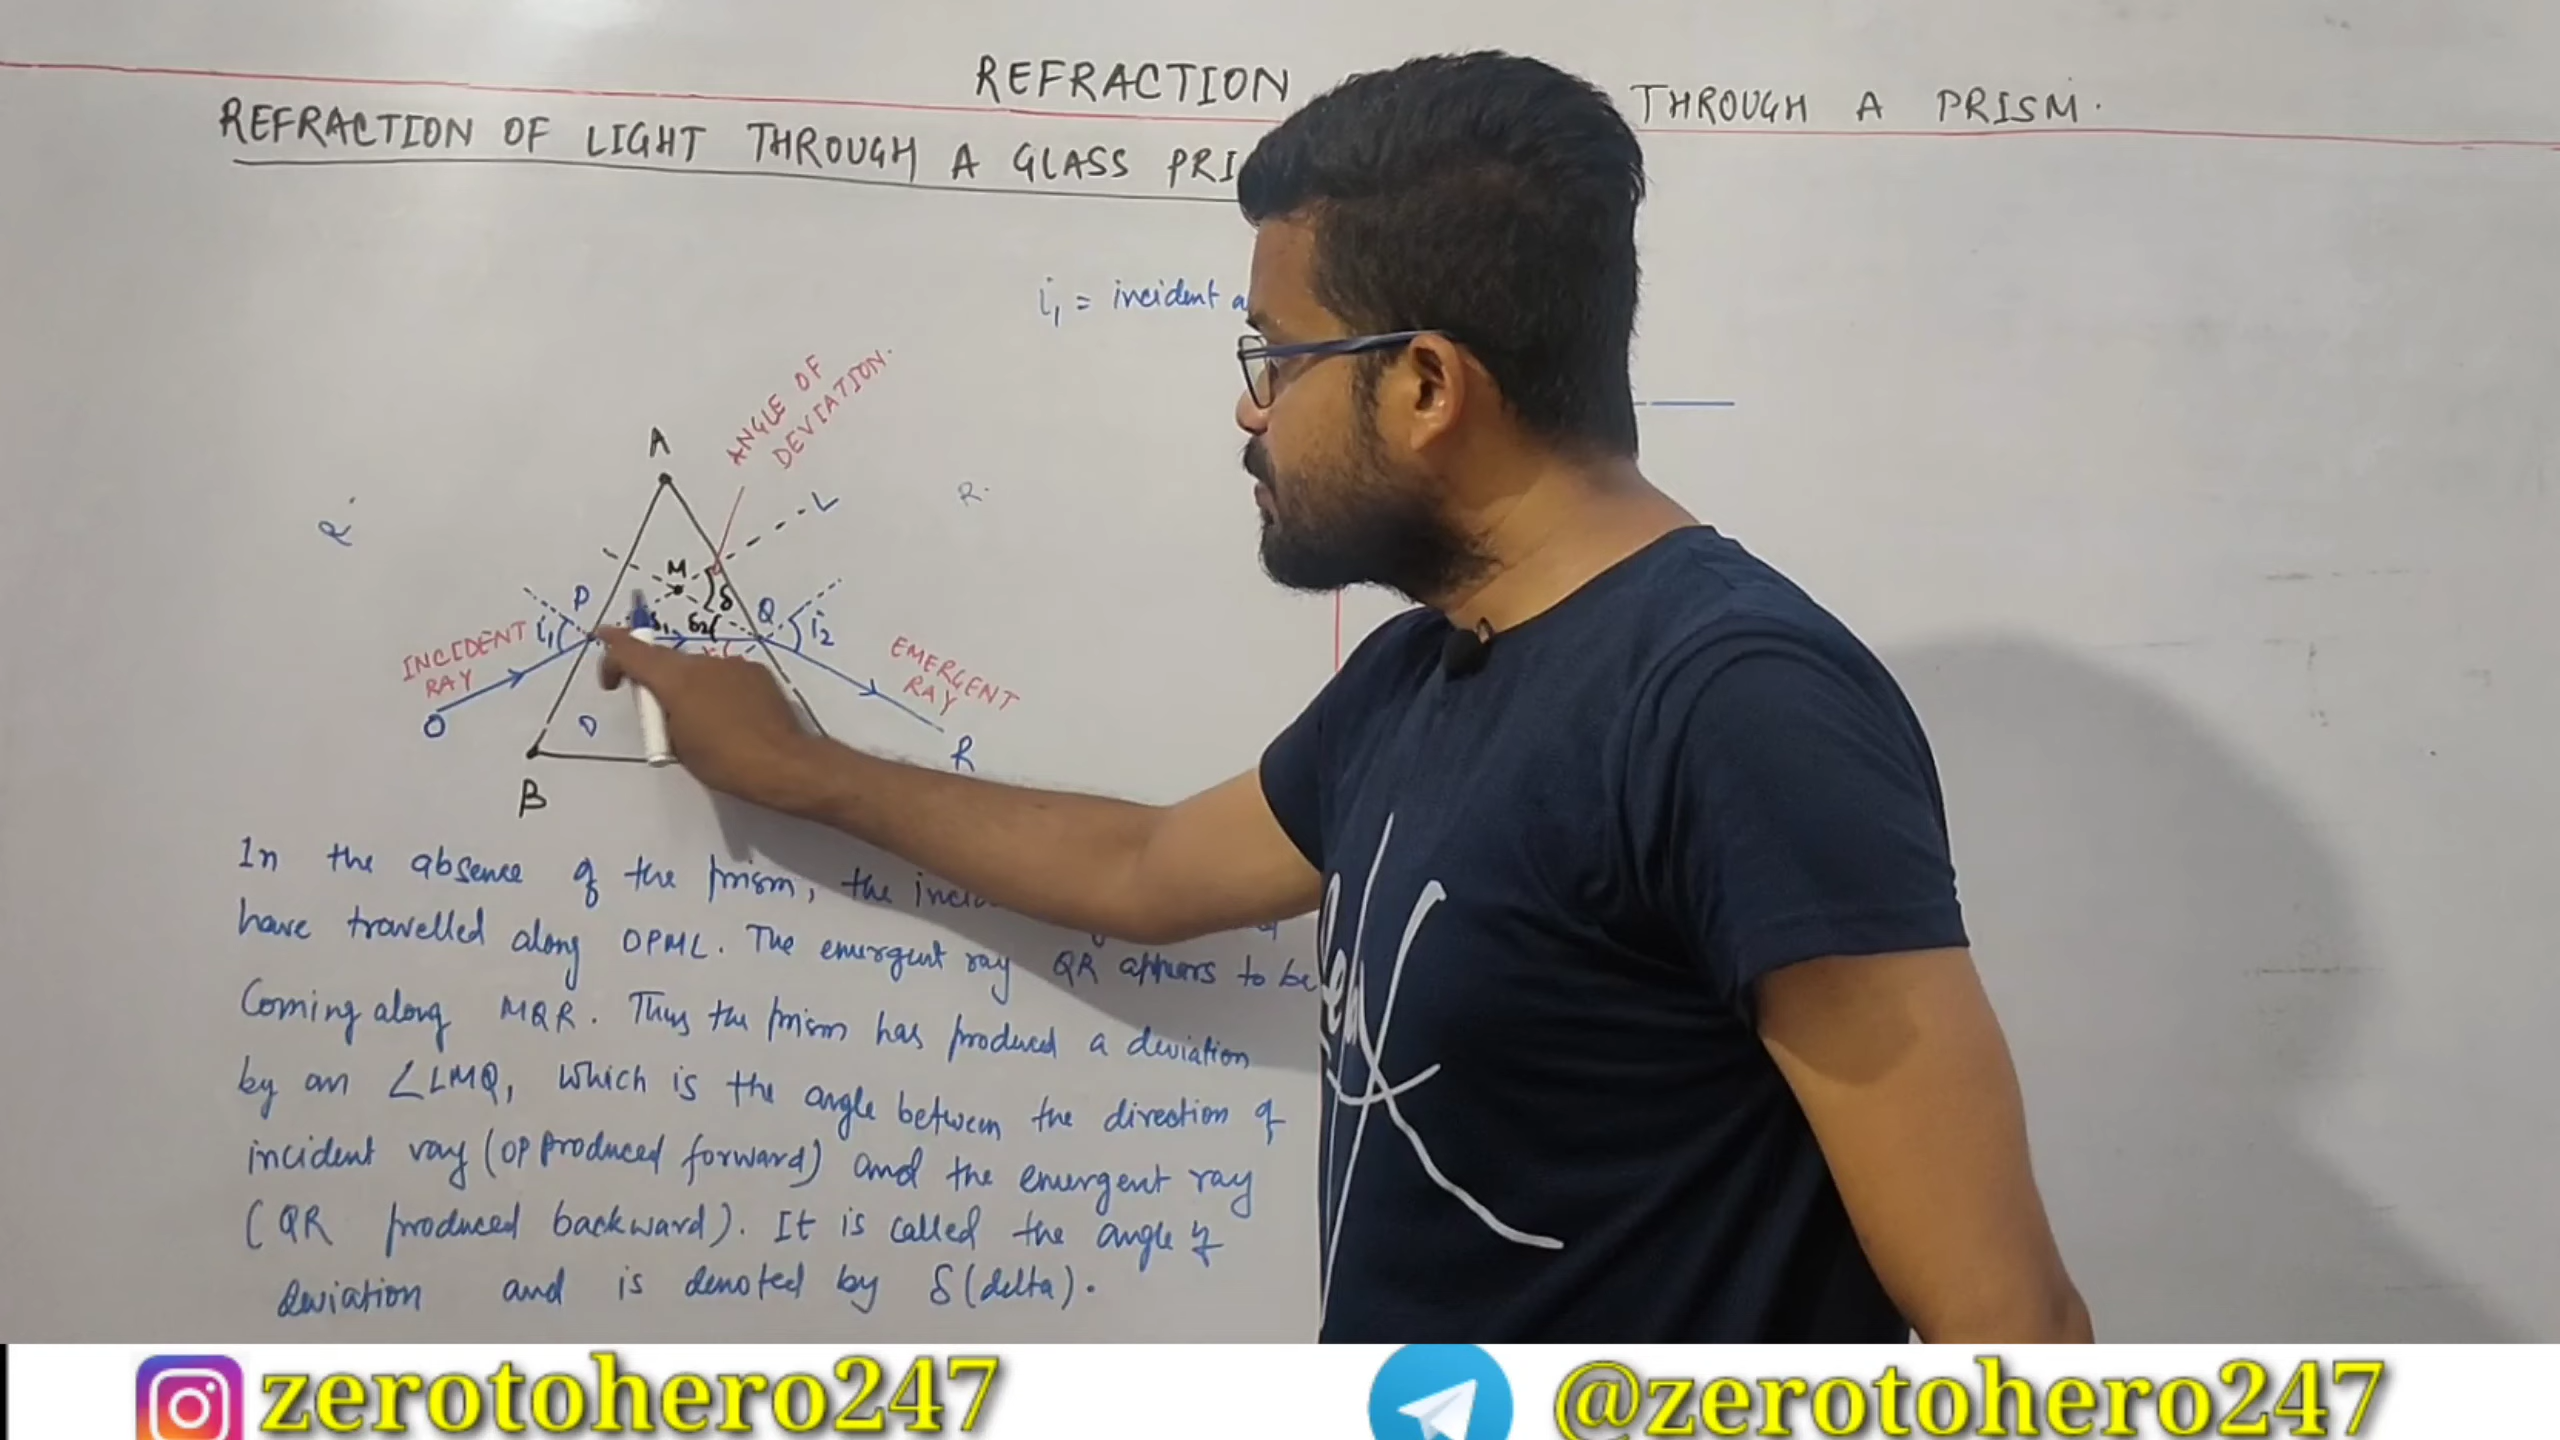 REFRACTION THROUGH A PRISM.
REFRACTION OF LIGHT THROUGH A GLASS PRI
i₁ = incident a
ANGLE OF
DEVIATION.
A
L
R
M
P
δ
Q
i₁
δ₁
δ₂
i₂
INCIDENT
RAY
EMERGENT
RAY
O
R
B
In the absence of the prism, the
have travelled along OPML. The emergent ray QR appears to be
Coming along MQR. Thus the prism has produced a deviation
by an ∠LMQ, which is the angle between the direction of
incident ray (OP produced forward) and the emergent ray
(QR produced backward). It is called the angle of
deviation and is denoted by δ (delta).
zerotohero247
@zerotohero247